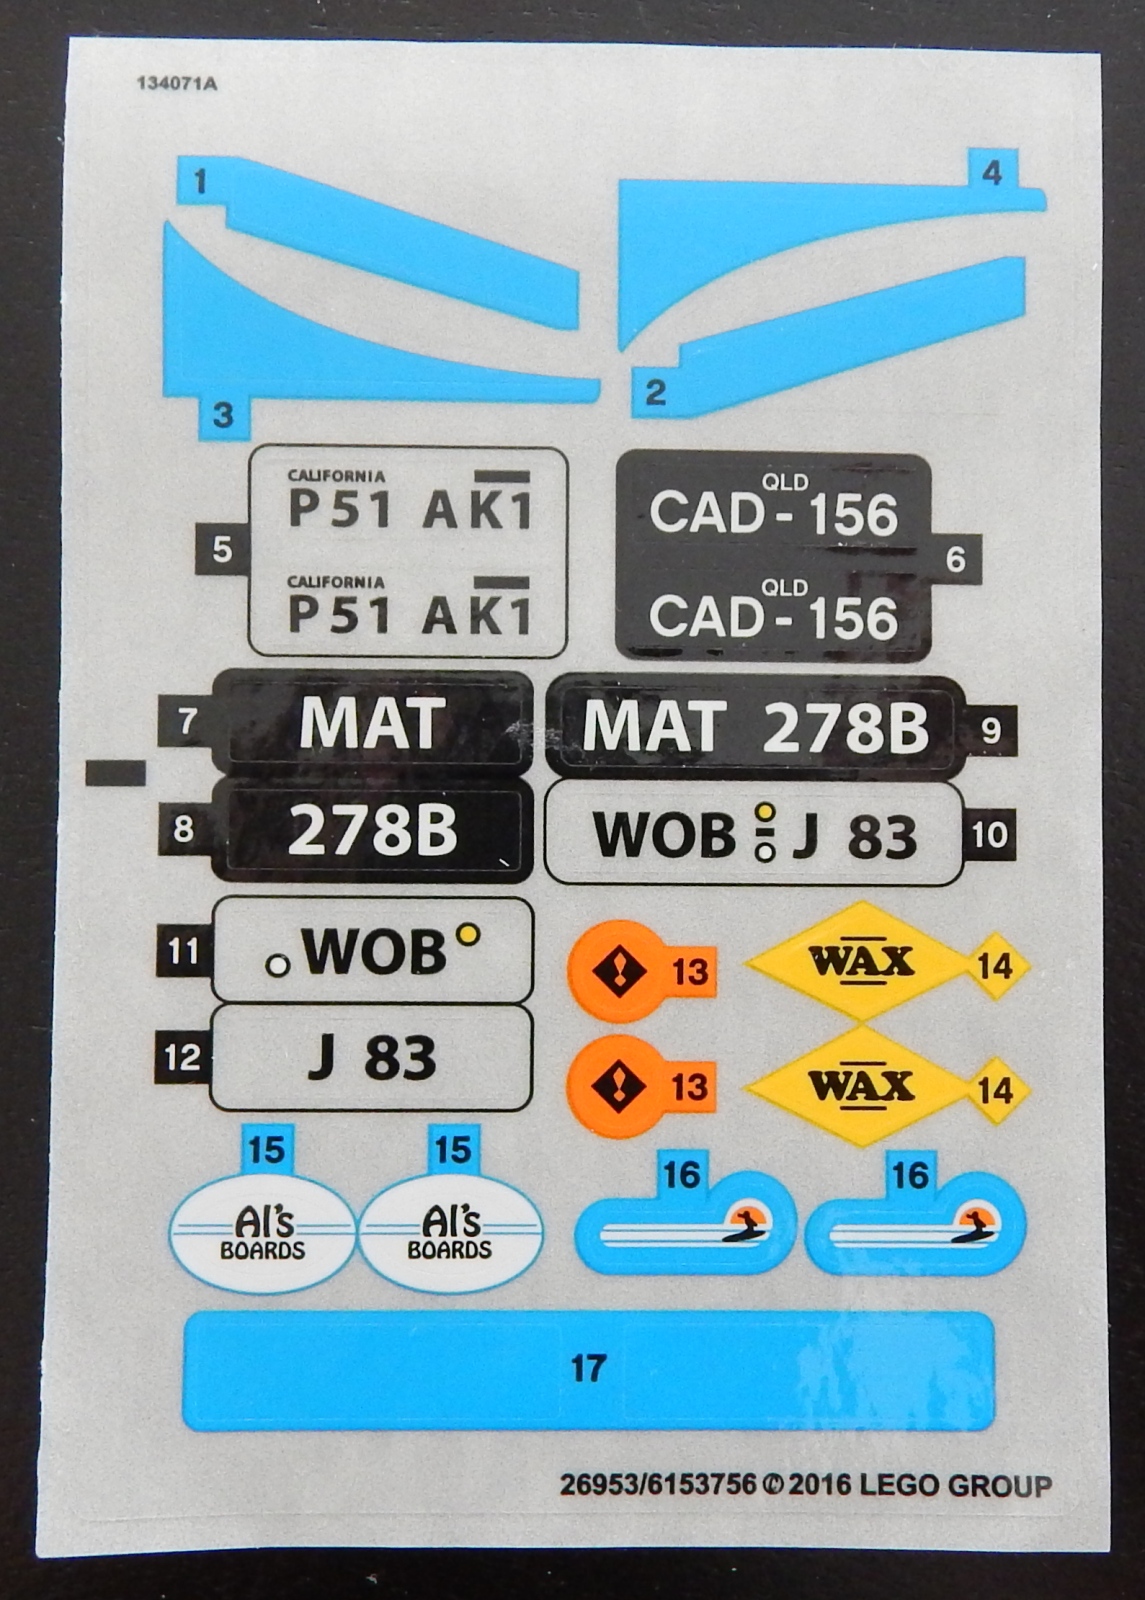 134071A
1
4
3
2
CALIFORNIA
P51 AK1
CALIFORNIA
P51 AK1
5
QLD
CAD-156
QLD
CAD-156
6
7
MAT
MAT 278B
9
8
278B
WOB J 83
10
11
WOB
13
WAX
14
12
J 83
13
WAX
14
15
15
16
16
Al's
BOARDS
Al's
BOARDS
17
26953/6153756 © 2016 LEGO GROUP